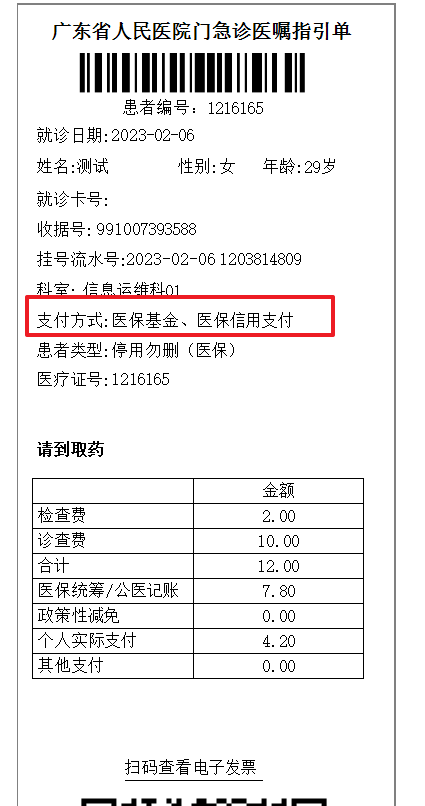 广东省人民医院门急诊医嘱指引单
患者编号：1216165
就诊日期:2023-02-06
姓名:测试 性别:女 年龄:29岁
就诊卡号:
收据号: 991007393588
挂号流水号:2023-02-06 1203814809
科室: 信息运维科01
支付方式:医保基金、医保信用支付
患者类型:停用勿删（医保）
医疗证号:1216165
请到取药
金额
检查费 2.00
诊查费 10.00
合计 12.00
医保统筹/公医记账 7.80
政策性减免 0.00
个人实际支付 4.20
其他支付 0.00
扫码查看电子发票